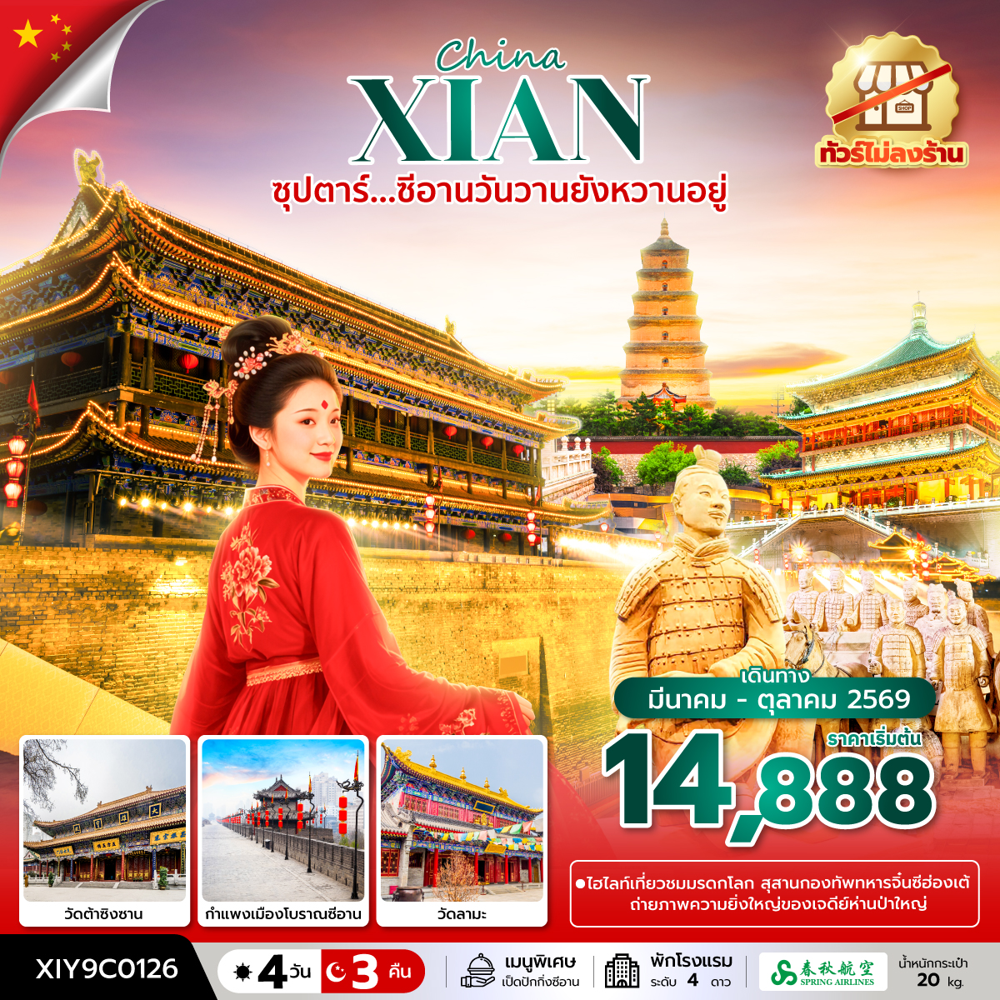 China
XIAN
ซุปตาร์...ซีอานวันวานยังหวานอยู่
SHOP
ทัวร์ไม่ลงร้าน
เดินทาง
มีนาคม - ตุลาคม 2569
ราคาเริ่มต้น
14,888
●ไฮไลท์เที่ยวชมมรดกโลก สุสานกองทัพทหารจิ๋นซีฮ่องเต้
ถ่ายภาพความยิ่งใหญ่ของเจดีย์ห่านป่าใหญ่
วัดต้าซิงซาน
กำแพงเมืองโบราณซีอาน
วัดลามะ
XIY9C0126
4 วัน 3 คืน
เมนูพิเศษ
เป็ดปักกิ่งซีอาน
พักโรงแรม
ระดับ 4 ดาว
春秋航空
SPRING AIRLINES
น้ำหนักกระเป๋า
20 kg.